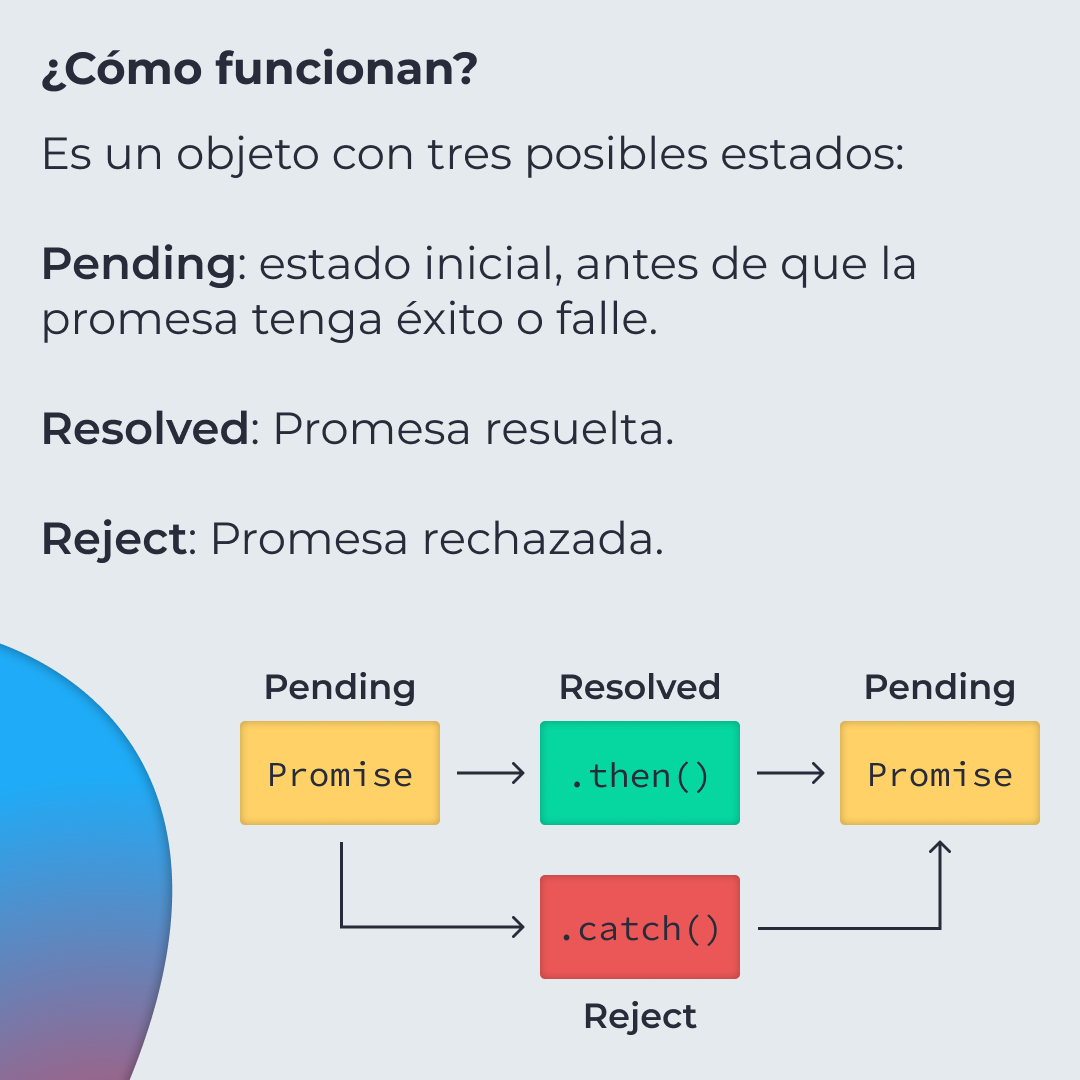 ¿Cómo funcionan?
Es un objeto con tres posibles estados:
Pending: estado inicial, antes de que la
promesa tenga éxito o falle.
Resolved: Promesa resuelta.
Reject: Promesa rechazada.
Pending
Resolved
Pending
Promise
.then()
Promise
.catch()
Reject